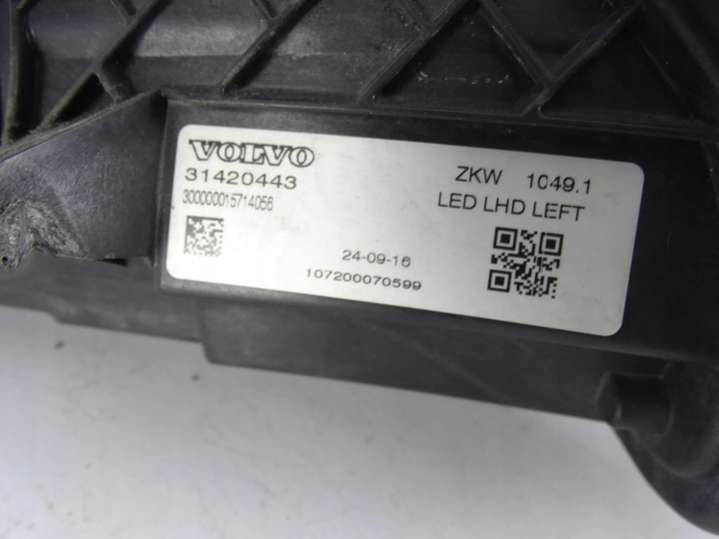 VOLVO
31420443
300000015714056
24-09-16
107200070599
ZKW 1049.1
LED LHD LEFT